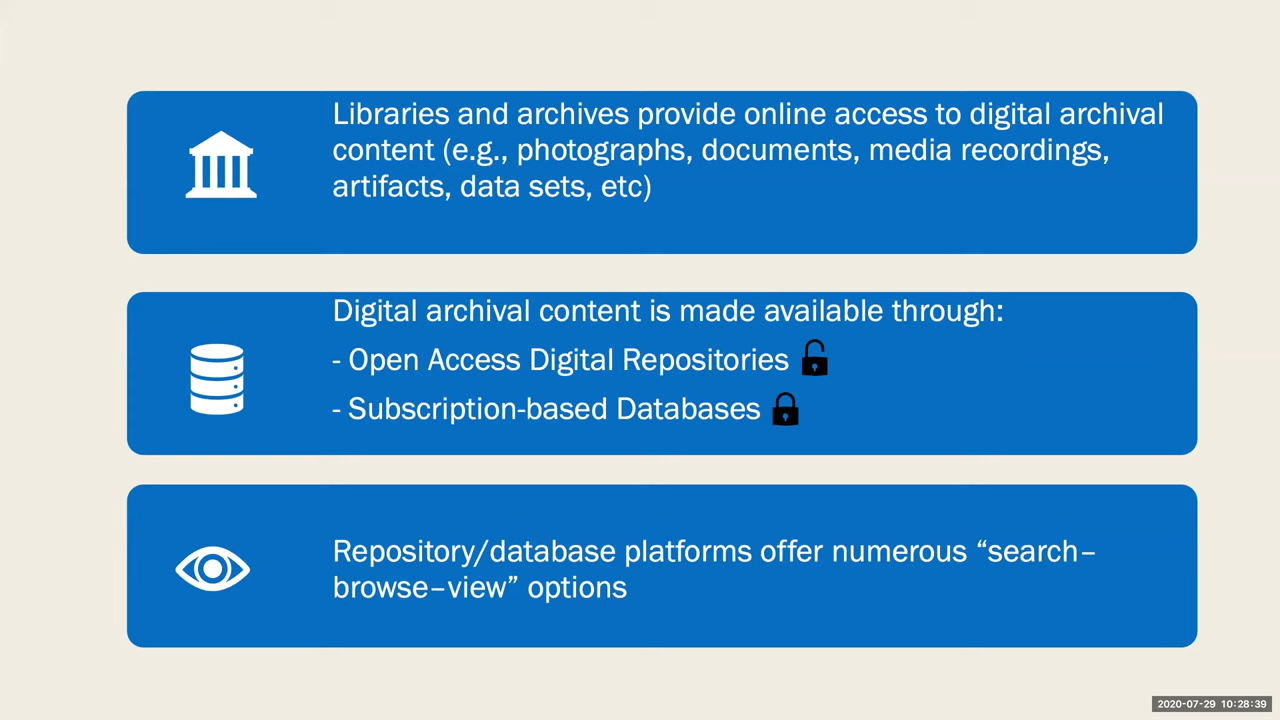 Libraries and archives provide online access to digital archival
content (e.g., photographs, documents, media recordings,
artifacts, data sets, etc)
Digital archival content is made available through:
- Open Access Digital Repositories
- Subscription-based Databases
Repository/database platforms offer numerous “search–
browse–view” options
2020-07-29 10:28:39